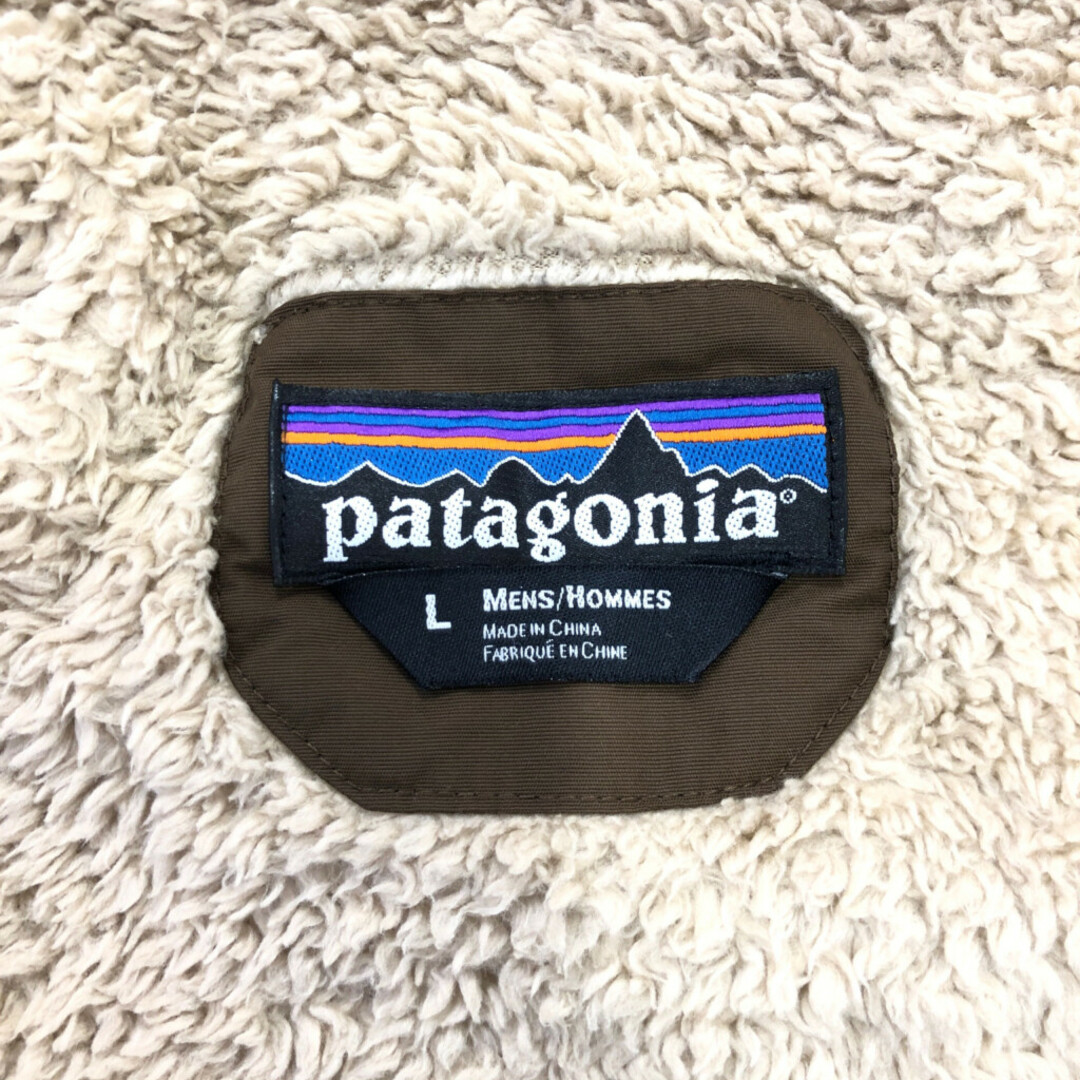 patagonia®
L
MENS/HOMMES
MADE IN CHINA
FABRIQUÉ EN CHINE